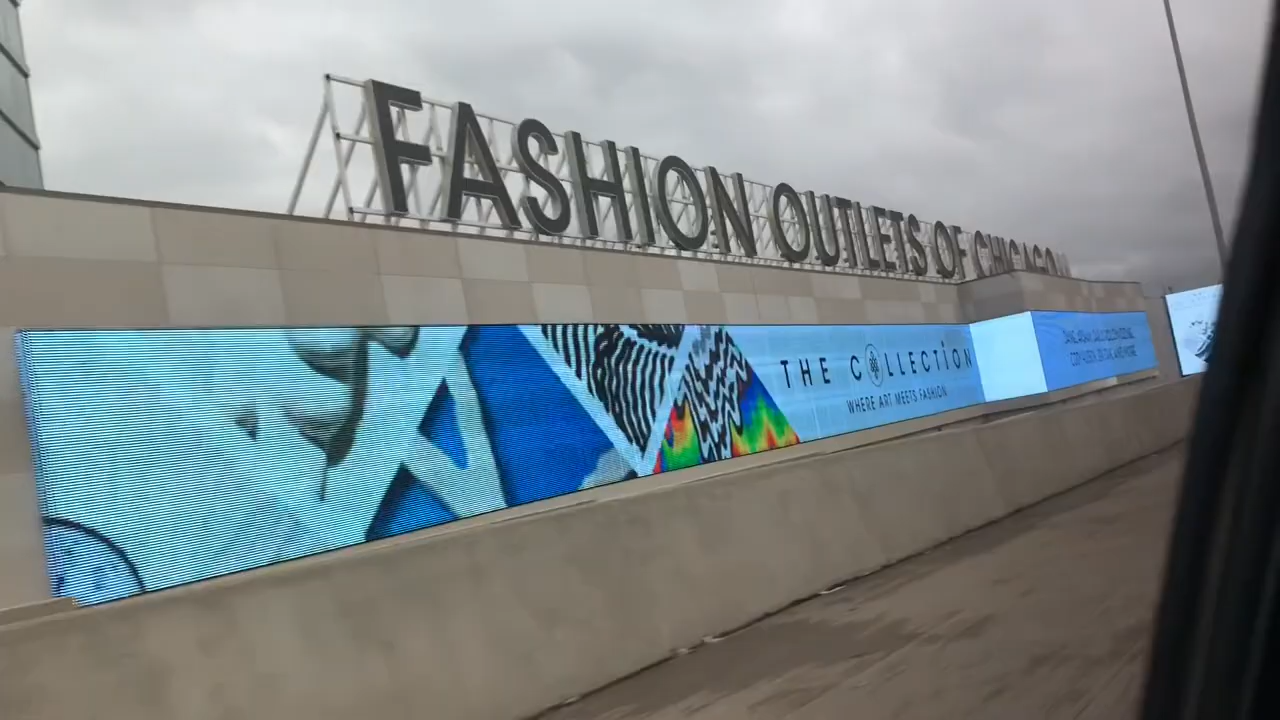 FASHION OUTLETS OF CHICAGO
THE COLLECTION
WHERE ART MEETS FASHION